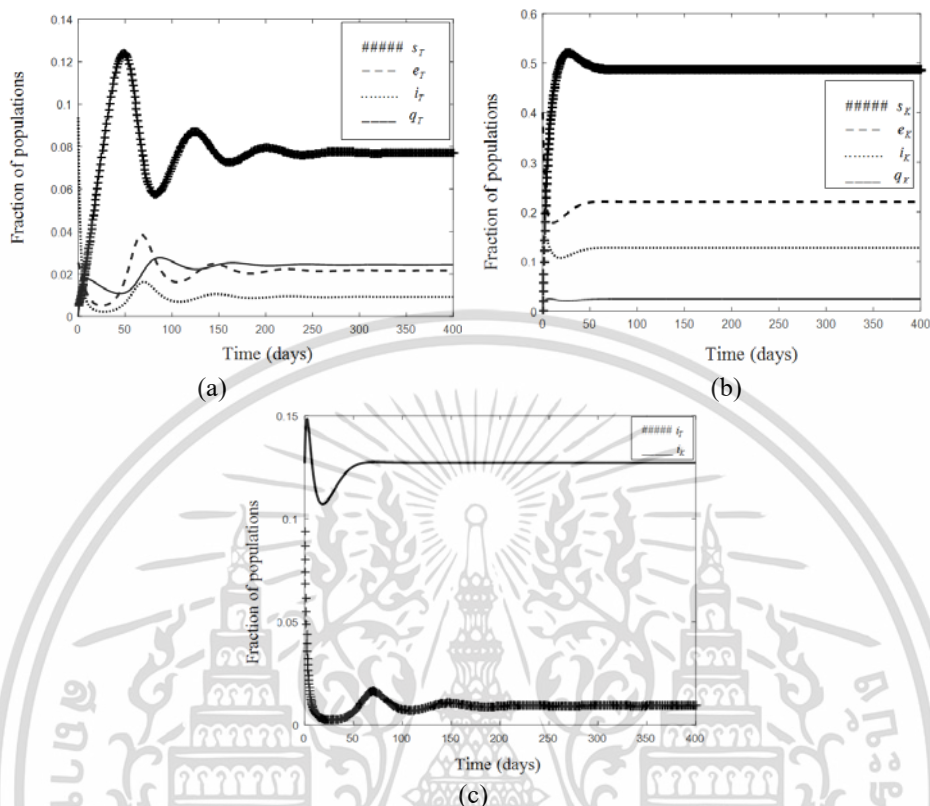 0.14
0.12
0.1
0.08
0.06
0.04
0.02
0
##### s_T
e_T
i_T
q_T
Fraction of populations
0 50 100 150 200 250 300 350 400
Time (days)
(a)
0.6
0.5
0.4
0.3
0.2
0.1
0
##### s_K
e_K
i_K
q_K
Fraction of populations
0 50 100 150 200 250 300 350 400
Time (days)
(b)
0.15
0.1
0.05
0
##### i_T
i_K
Fraction of populations
0 50 100 150 200 250 300 350 400
Time (days)
(c)